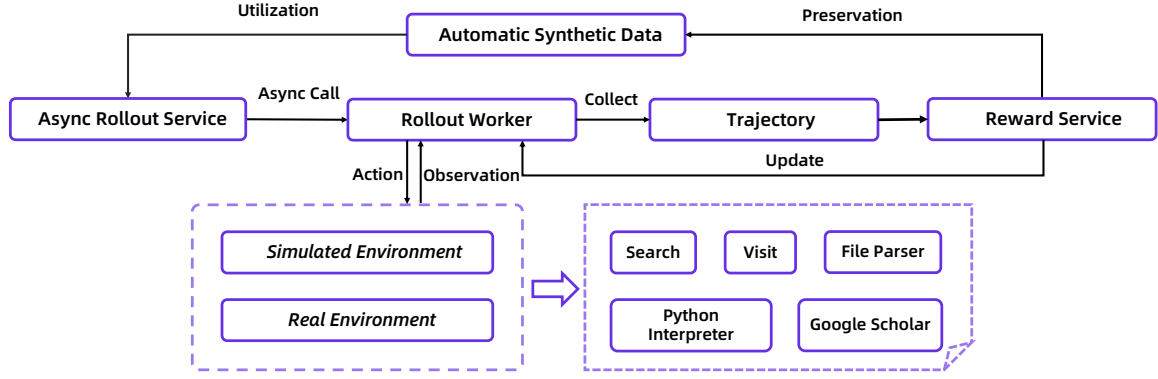 Utilization
Preservation
Automatic Synthetic Data
Async Rollout Service
Async Call
Rollout Worker
Collect
Trajectory
Reward Service
Update
Action
Observation
Simulated Environment
Real Environment
Search
Visit
File Parser
Python
Interpreter
Google Scholar